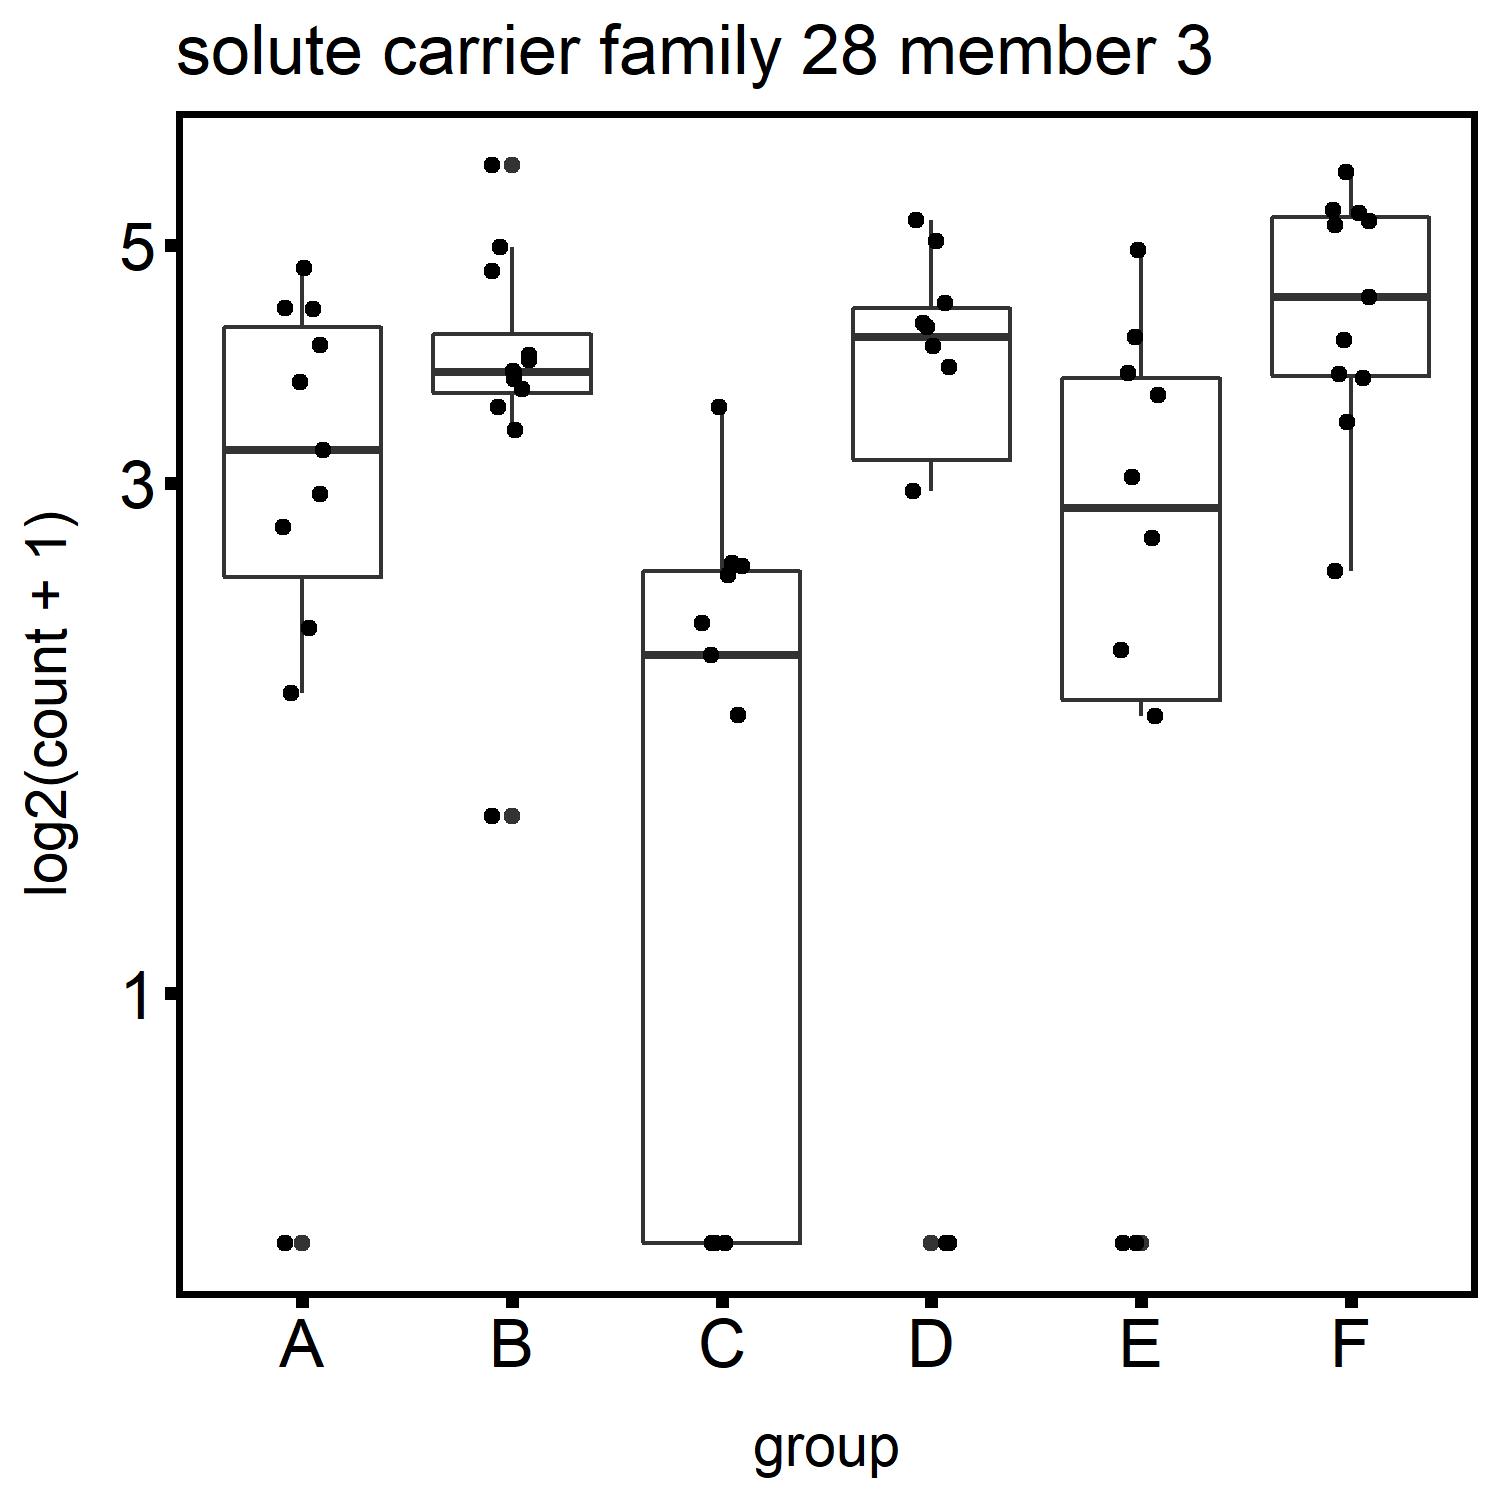 solute carrier family 28 member 3
log2(count + 1)
5
3
1
A B C D E F
group